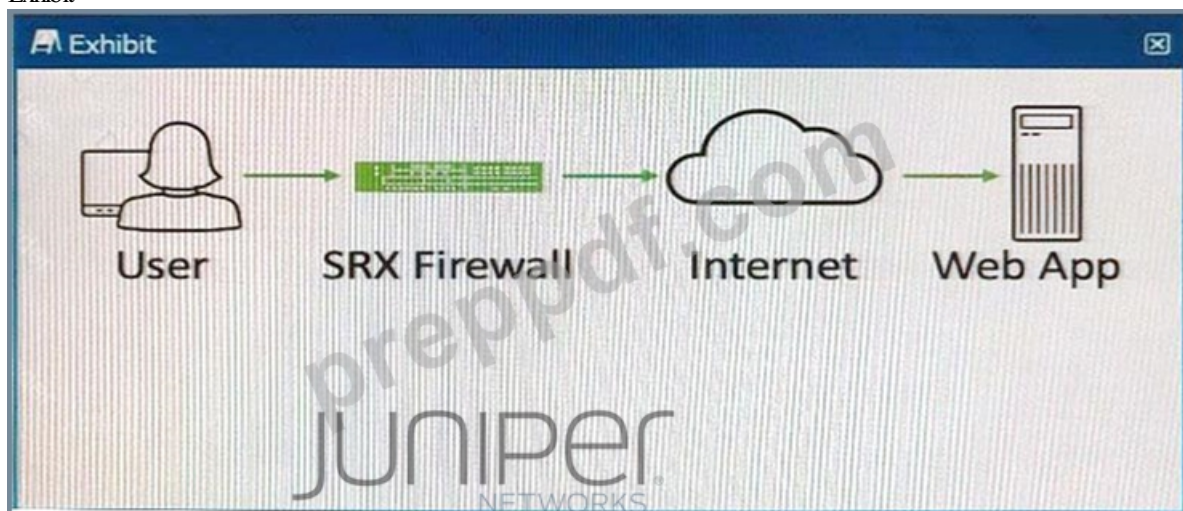 Exhibit
User SRX Firewall Internet Web App
preppdf.com
JUNIPER
NETWORKS